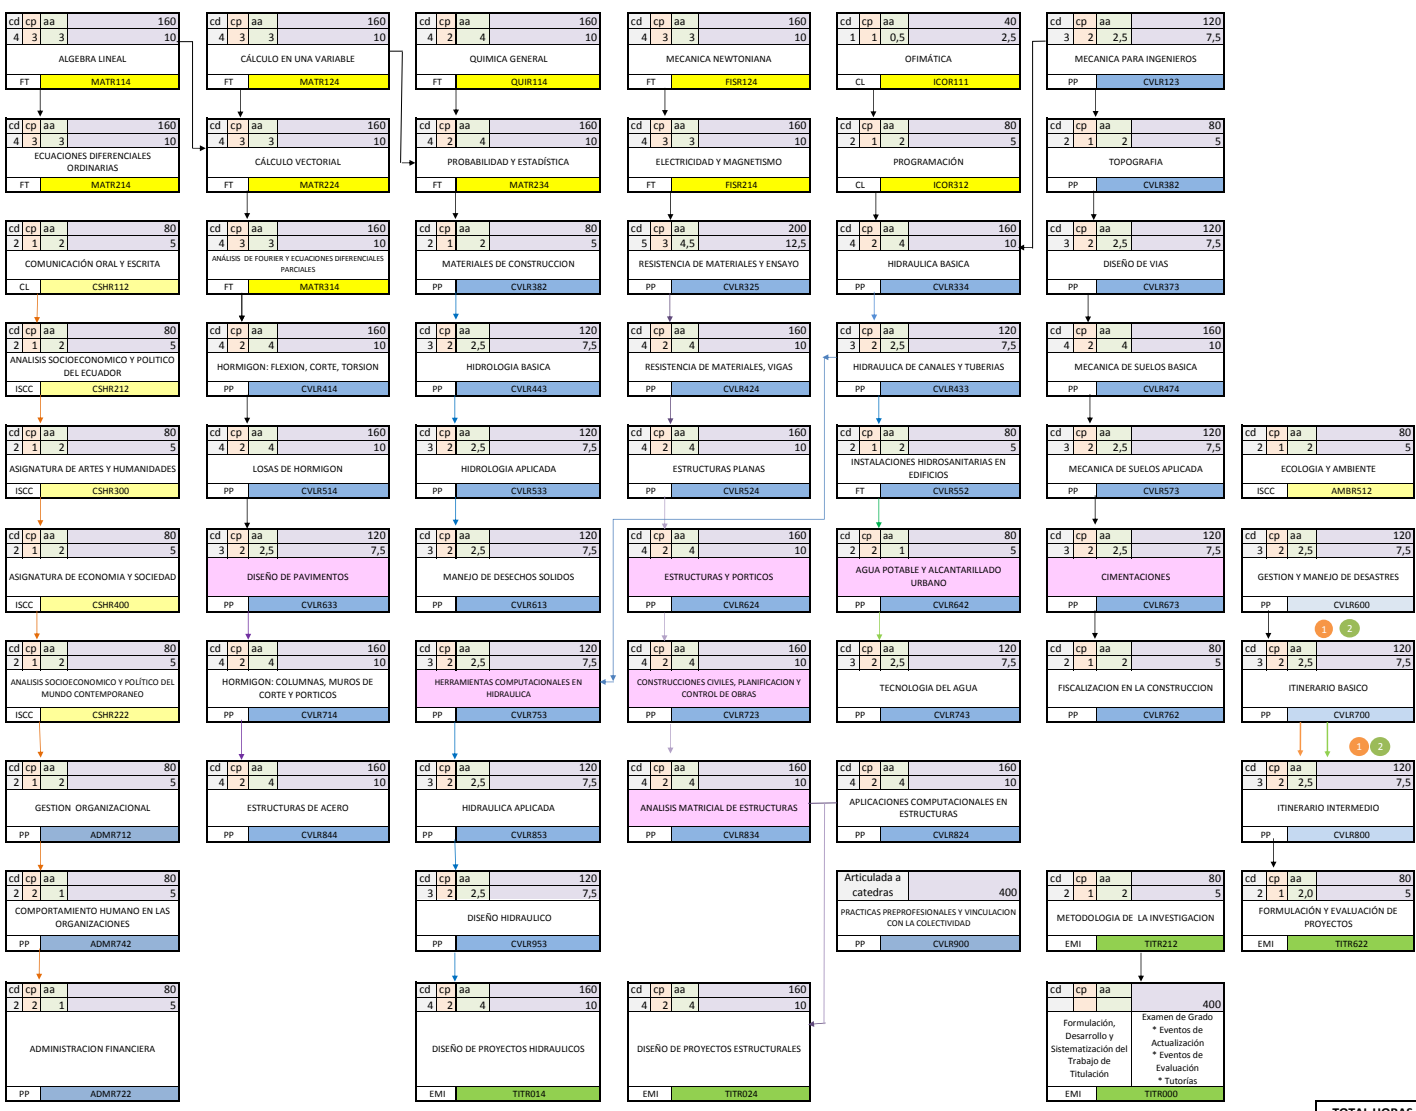 cd cp aa 160
4 3 3 10
ALGEBRA LINEAL
FT MATR114
cd cp aa 160
4 3 3 10
CÁLCULO EN UNA VARIABLE
FT MATR124
cd cp aa 160
4 2 4 10
QUIMICA GENERAL
FT QUIR114
cd cp aa 160
4 3 3 10
MECANICA NEWTONIANA
FT FISR124
cd cp aa 40
1 1 0,5 2,5
OFIMÁTICA
CL ICOR111
cd cp aa 120
3 2 2,5 7,5
MECANICA PARA INGENIEROS
PP CVLR123
cd cp aa 160
4 3 3 10
ECUACIONES DIFERENCIALES
ORDINARIAS
FT MATR214
cd cp aa 160
4 3 3 10
CÁLCULO VECTORIAL
FT MATR224
cd cp aa 160
4 2 4 10
PROBABILIDAD Y ESTADÍSTICA
FT MATR234
cd cp aa 160
4 3 3 10
ELECTRICIDAD Y MAGNETISMO
FT FISR214
cd cp aa 80
2 1 2 5
PROGRAMACIÓN
CL ICOR312
cd cp aa 80
2 1 2 5
TOPOGRAFIA
PP CVLR382
cd cp aa 80
2 1 2 5
COMUNICACIÓN ORAL Y ESCRITA
CL CSHR112
cd cp aa 160
4 3 3 10
ANÁLISIS DE FOURIER Y ECUACIONES DIFERENCIALES
PARCIALES
FT MATR314
cd cp aa 80
2 1 2 5
MATERIALES DE CONSTRUCCION
PP CVLR382
cd cp aa 200
5 3 4,5 12,5
RESISTENCIA DE MATERIALES Y ENSAYO
PP CVLR325
cd cp aa 160
4 2 4 10
HIDRAULICA BASICA
PP CVLR334
cd cp aa 120
3 2 2,5 7,5
DISEÑO DE VIAS
PP CVLR373
cd cp aa 80
2 1 2 5
ANALISIS SOCIOECONOMICO Y POLITICO
DEL ECUADOR
ISCC CSHR212
cd cp aa 160
4 2 4 10
HORMIGON: FLEXION, CORTE, TORSION
PP CVLR414
cd cp aa 120
3 2 2,5 7,5
HIDROLOGIA BASICA
PP CVLR443
cd cp aa 160
4 2 4 10
RESISTENCIA DE MATERIALES, VIGAS
PP CVLR424
cd cp aa 120
3 2 2,5 7,5
HIDRAULICA DE CANALES Y TUBERIAS
PP CVLR433
cd cp aa 160
4 2 4 10
MECANICA DE SUELOS BASICA
PP CVLR474
cd cp aa 80
2 1 2 5
ASIGNATURA DE ARTES Y HUMANIDADES
ISCC CSHR300
cd cp aa 160
4 2 4 10
LOSAS DE HORMIGON
PP CVLR514
cd cp aa 120
3 2 2,5 7,5
HIDROLOGIA APLICADA
PP CVLR533
cd cp aa 160
4 2 4 10
ESTRUCTURAS PLANAS
PP CVLR524
cd cp aa 80
2 1 2 5
INSTALACIONES HIDROSANITARIAS EN
EDIFICIOS
FT CVLR552
cd cp aa 120
3 2 2,5 7,5
MECANICA DE SUELOS APLICADA
PP CVLR573
cd cp aa 80
2 1 2 5
ECOLOGIA Y AMBIENTE
ISCC AMBR512
cd cp aa 80
2 1 2 5
ASIGNATURA DE ECONOMIA Y SOCIEDAD
ISCC CSHR400
cd cp aa 120
3 2 2,5 7,5
DISEÑO DE PAVIMENTOS
PP CVLR633
cd cp aa 120
3 2 2,5 7,5
MANEJO DE DESECHOS SOLIDOS
PP CVLR613
cd cp aa 160
4 2 4 10
ESTRUCTURAS Y PORTICOS
PP CVLR624
cd cp aa 80
2 2 1 5
AGUA POTABLE Y ALCANTARILLADO
URBANO
PP CVLR642
cd cp aa 120
3 2 2,5 7,5
CIMENTACIONES
PP CVLR673
cd cp aa 120
3 2 2,5 7,5
GESTION Y MANEJO DE DESASTRES
PP CVLR600
1 2
cd cp aa 80
2 1 2 5
ANALISIS SOCIOECONOMICO Y POLÍTICO DEL
MUNDO CONTEMPORANEO
ISCC CSHR222
cd cp aa 160
4 2 4 10
HORMIGON: COLUMNAS, MUROS DE
CORTE Y PORTICOS
PP CVLR714
cd cp aa 120
3 2 2,5 7,5
HERRAMIENTAS COMPUTACIONALES EN
HIDRAULICA
PP CVLR753
cd cp aa 160
4 2 4 10
CONSTRUCCIONES CIVILES, PLANIFICACION Y
CONTROL DE OBRAS
PP CVLR723
cd cp aa 120
3 2 2,5 7,5
TECNOLOGIA DEL AGUA
PP CVLR743
cd cp aa 80
2 1 2 5
FISCALIZACION EN LA CONSTRUCCION
PP CVLR762
cd cp aa 120
3 2 2,5 7,5
ITINERARIO BASICO
PP CVLR700
1 2
cd cp aa 80
2 1 2 5
GESTION ORGANIZACIONAL
PP ADMR712
cd cp aa 160
4 2 4 10
ESTRUCTURAS DE ACERO
PP CVLR844
cd cp aa 120
3 2 2,5 7,5
HIDRAULICA APLICADA
PP CVLR853
cd cp aa 160
4 2 4 10
ANALISIS MATRICIAL DE ESTRUCTURAS
PP CVLR834
cd cp aa 160
4 2 4 10
APLICACIONES COMPUTACIONALES EN
ESTRUCTURAS
PP CVLR824
cd cp aa 120
3 2 2,5 7,5
ITINERARIO INTERMEDIO
PP CVLR800
cd cp aa 80
2 2 1 5
COMPORTAMIENTO HUMANO EN LAS
ORGANIZACIONES
PP ADMR742
cd cp aa 120
3 2 2,5 7,5
DISEÑO HIDRAULICO
PP CVLR953
Articulada a
catedras 400
PRACTICAS PREPROFESIONALES Y VINCULACION
CON LA COLECTIVIDAD
PP CVLR900
cd cp aa 80
2 1 2 5
METODOLOGIA DE LA INVESTIGACION
EMI TITR212
cd cp aa 80
2 1 2,0 5
FORMULACIÓN Y EVALUACIÓN DE
PROYECTOS
EMI TITR622
cd cp aa 80
2 2 1 5
ADMINISTRACION FINANCIERA
PP ADMR722
cd cp aa 160
4 2 4 10
DISEÑO DE PROYECTOS HIDRAULICOS
EMI TITR014
cd cp aa 160
4 2 4 10
DISEÑO DE PROYECTOS ESTRUCTURALES
EMI TITR024
cd cp aa
400
Formulación,
Desarrollo y
Sistematización del
Trabajo de
Titulación
Examen de Grado
* Eventos de
Actualización
* Eventos de
Evaluación
* Tutorías
EMI TITR000
TOTAL HORAS